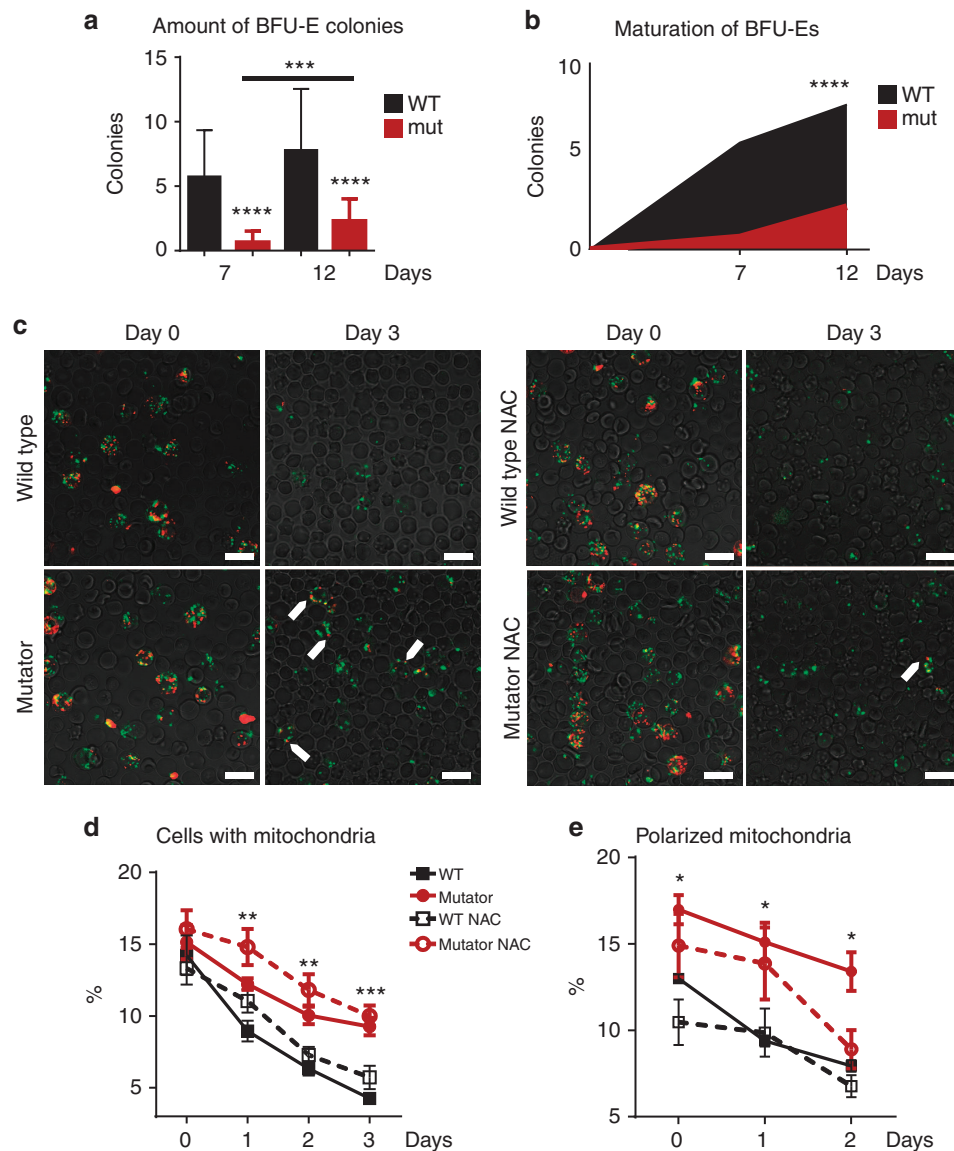 a
Amount of BFU-E colonies
15
10
5
0
Colonies
***
****
****
WT
mut
7
12
Days
b
Maturation of BFU-Es
10
5
0
Colonies
****
WT
mut
7
12
Days
c
Day 0
Day 3
Day 0
Day 3
Wild type
Wild type NAC
Mutator
Mutator NAC
d
Cells with mitochondria
20
15
10
5
%
**
**
***
0
1
2
3
Days
WT
Mutator
WT NAC
Mutator NAC
e
Polarized mitochondria
20
15
10
5
%
*
*
*
0
1
2
Days